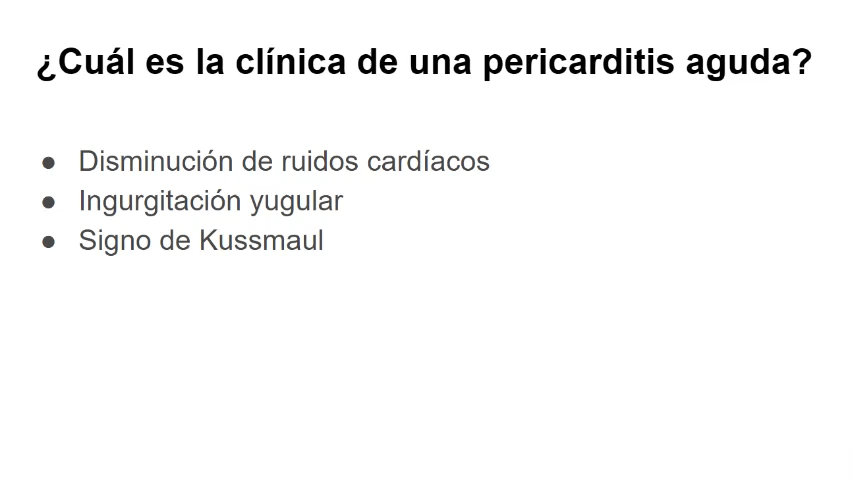 ¿Cuál es la clínica de una pericarditis aguda?
● Disminución de ruidos cardíacos
● Ingurgitación yugular
● Signo de Kussmaul